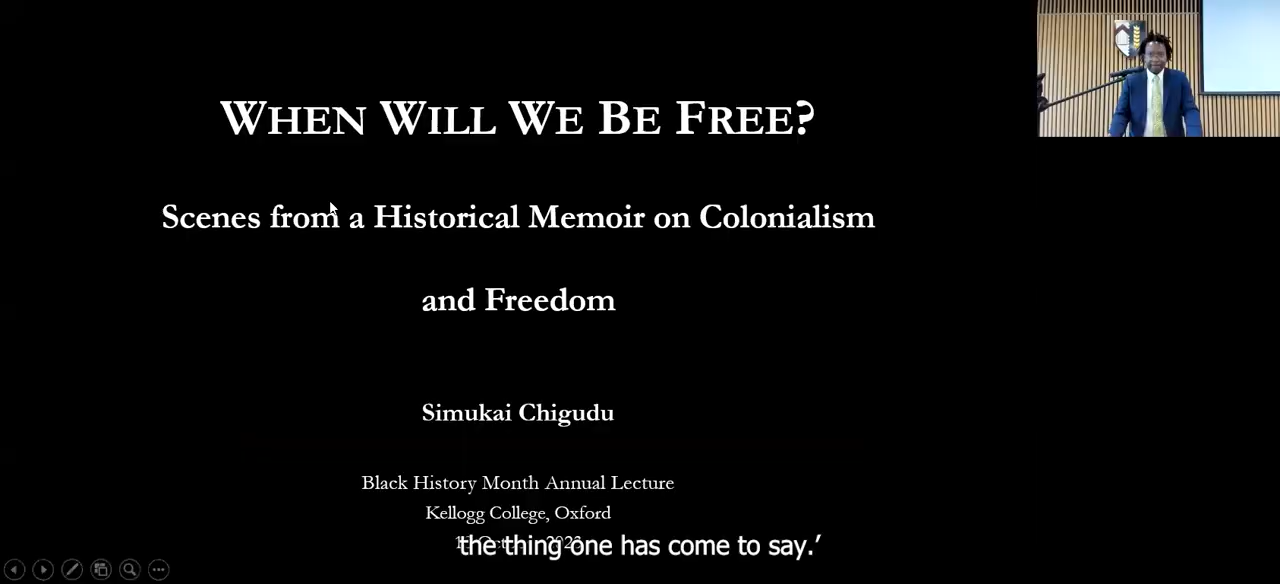 WHEN WILL WE BE FREE?
Scenes from a Historical Memoir on Colonialism
and Freedom
Simukai Chigudu
Black History Month Annual Lecture
Kellogg College, Oxford
the thing one has come to say.’